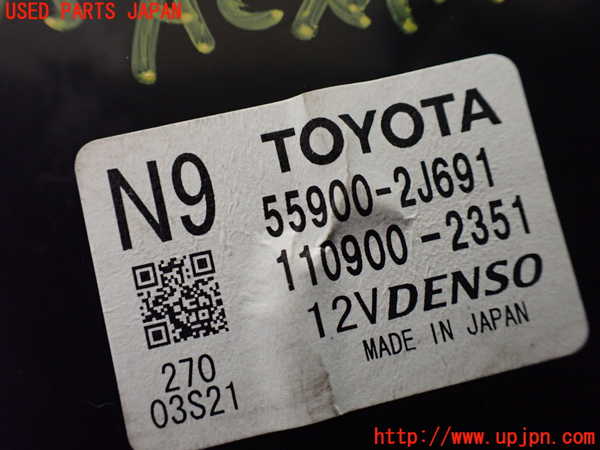 USED PARTS JAPAN
N9
TOYOTA
55900-2J691
110900-2351
12V DENSO
MADE IN JAPAN
270
03S21
http://www.upjpn.com/